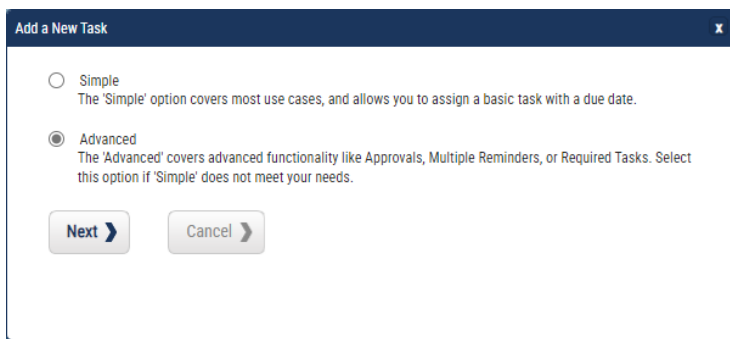 Add a New Task
x
Simple
The 'Simple' option covers most use cases, and allows you to assign a basic task with a due date.
Advanced
The 'Advanced' covers advanced functionality like Approvals, Multiple Reminders, or Required Tasks. Select
this option if 'Simple' does not meet your needs.
Next ❯ Cancel ❯